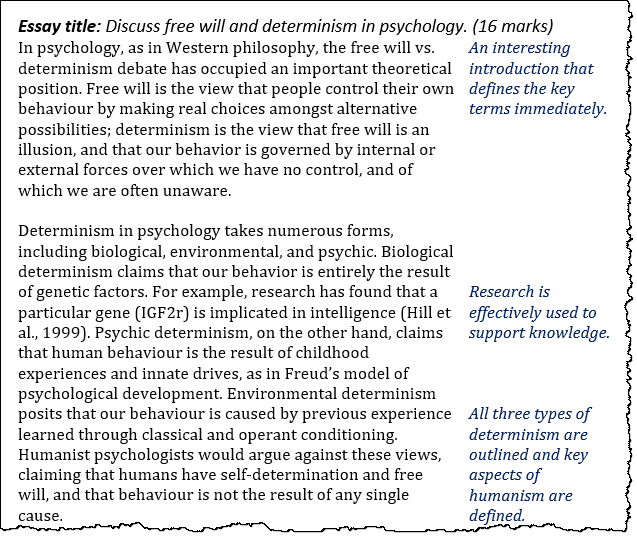 Essay title: Discuss free will and determinism in psychology. (16 marks)
In psychology, as in Western philosophy, the free will vs.
determinism debate has occupied an important theoretical
position. Free will is the view that people control their own
behaviour by making real choices amongst alternative
possibilities; determinism is the view that free will is an
illusion, and that our behavior is governed by internal or
external forces over which we have no control, and of
which we are often unaware.
An interesting
introduction that
defines the key
terms immediately.
Determinism in psychology takes numerous forms,
including biological, environmental, and psychic. Biological
determinism claims that our behavior is entirely the result
of genetic factors. For example, research has found that a
particular gene (IGF2r) is implicated in intelligence (Hill et
al., 1999). Psychic determinism, on the other hand, claims
that human behaviour is the result of childhood
experiences and innate drives, as in Freud's model of
psychological development. Environmental determinism
posits that our behaviour is caused by previous experience
learned through classical and operant conditioning.
Humanist psychologists would argue against these views,
claiming that humans have self-determination and free
will, and that behaviour is not the result of any single
cause.
Research is
effectively used to
support knowledge.
All three types of
determinism are
outlined and key
aspects of
humanism are
defined.